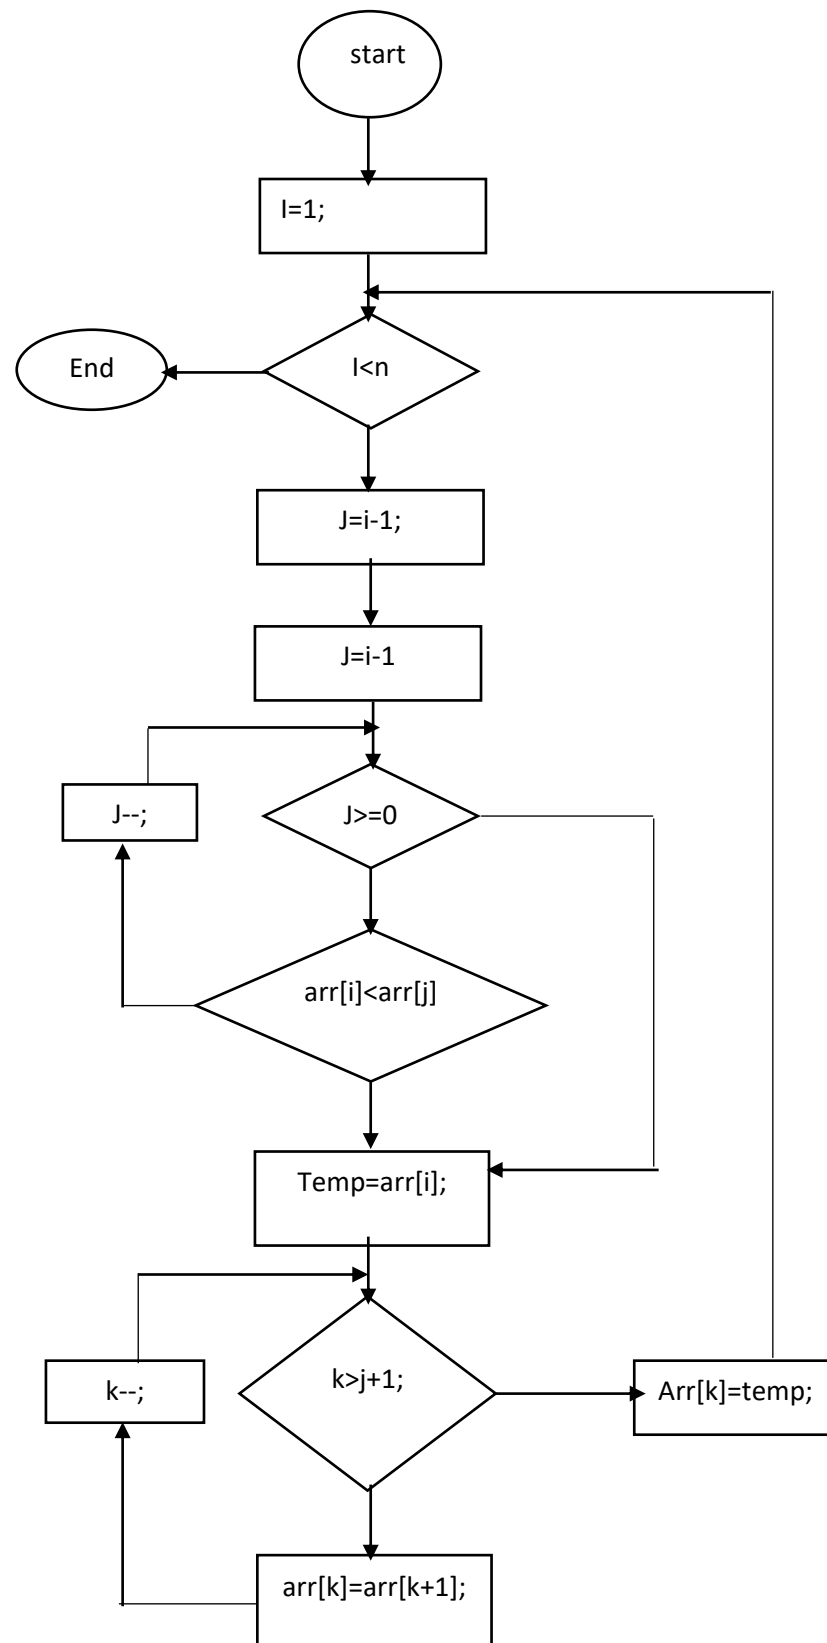 start
I=1;
I<n
End
J=i-1;
J=i-1
J>=0
J--;
arr[i]<arr[j]
Temp=arr[i];
k>j+1;
k--;
Arr[k]=temp;
arr[k]=arr[k+1];